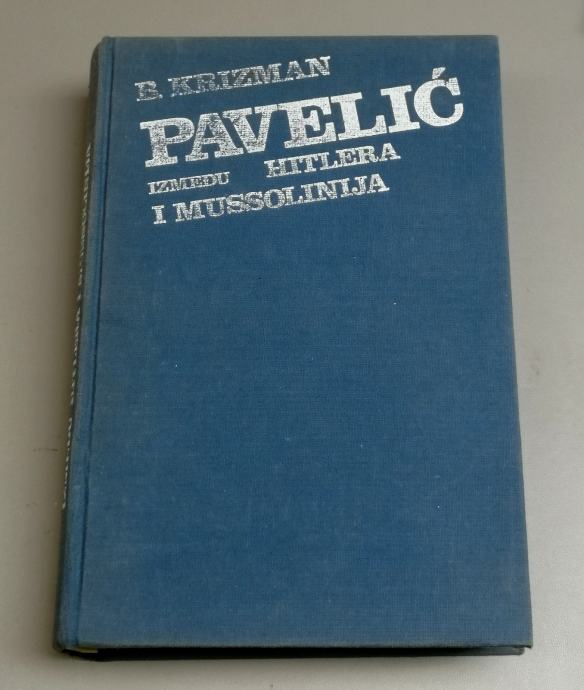 B. KRIZMAN
PAVELIĆ
IZMEĐU HITLERA
I MUSSOLINIJA